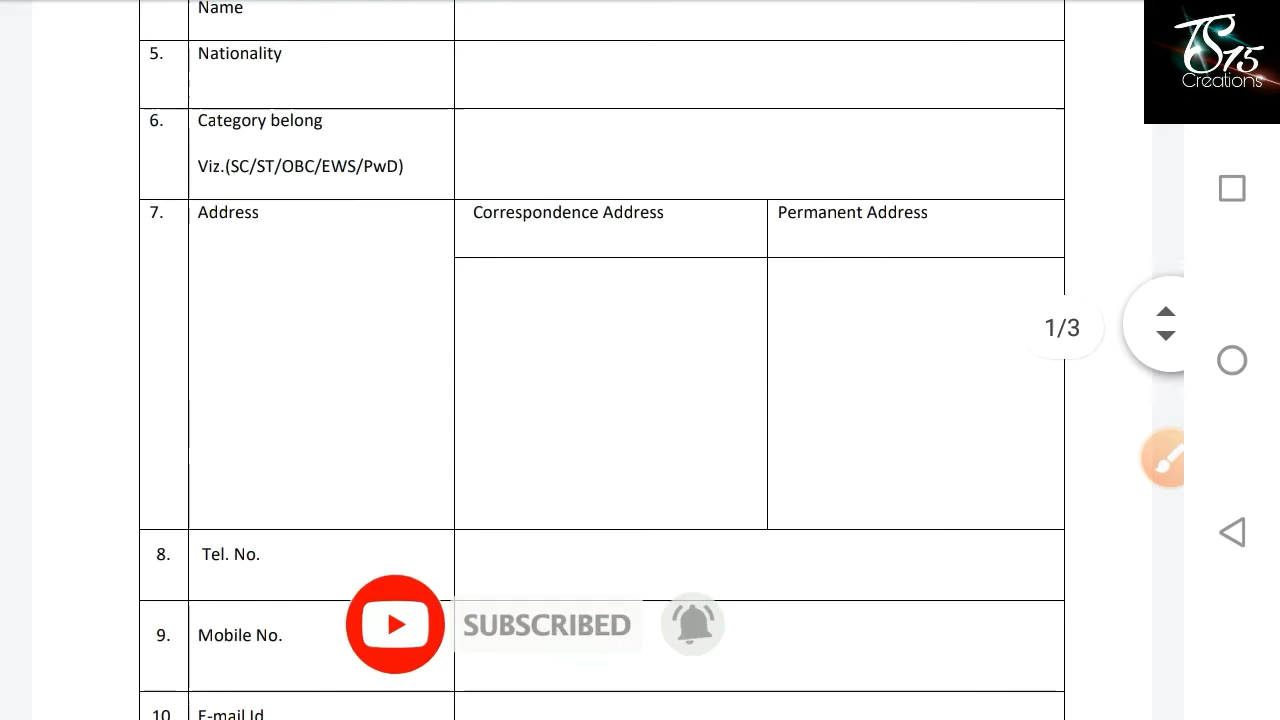 Name
5. Nationality
6. Category belong
Viz.(SC/ST/OBC/EWS/PwD)
7. Address Correspondence Address Permanent Address
8. Tel. No.
9. Mobile No.
10. E-mail Id
TS15
Creations
1/3
SUBSCRIBED